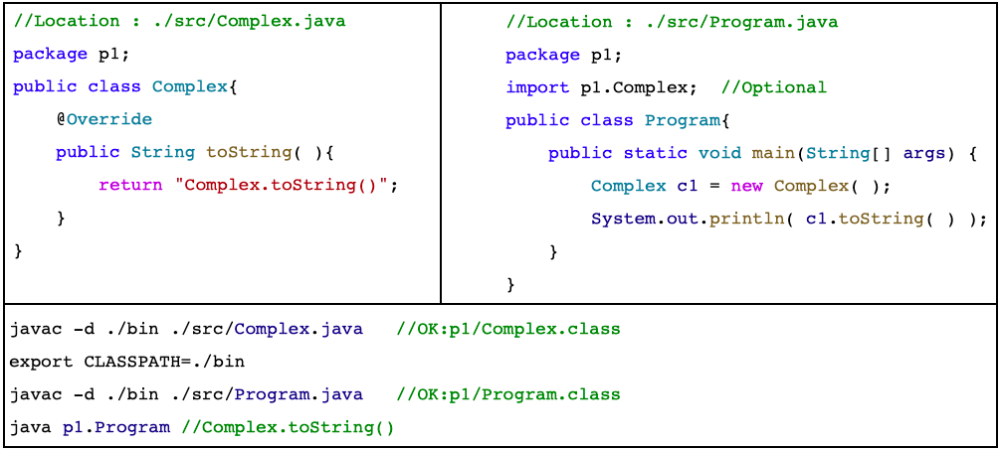 //Location : ./src/Complex.java
package p1;
public class Complex{
@Override
public String toString( ){
return "Complex.toString()";
}
}
//Location : ./src/Program.java
package p1;
import p1.Complex;  //Optional
public class Program{
public static void main(String[] args) {
Complex c1 = new Complex( );
System.out.println( c1.toString( ) );
}
}
javac -d ./bin ./src/Complex.java   //OK:p1/Complex.class
export CLASSPATH=./bin
javac -d ./bin ./src/Program.java   //OK:p1/Program.class
java p1.Program //Complex.toString()